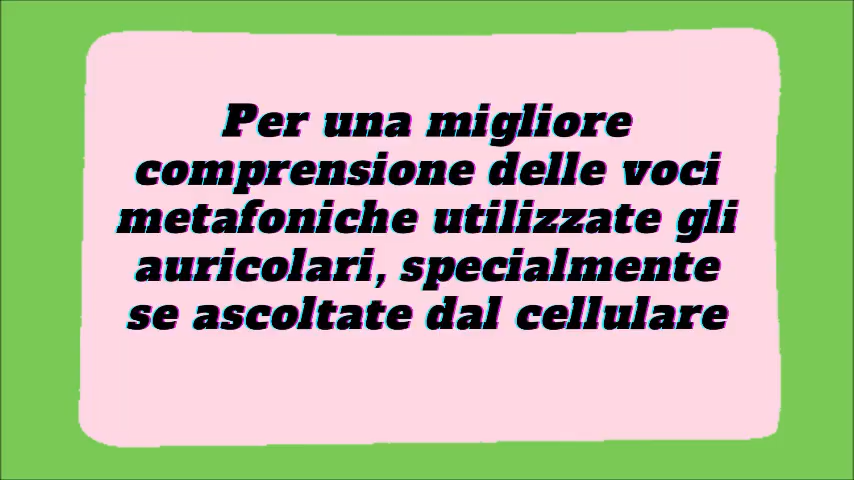 Per una migliore
comprensione delle voci
metafoniche utilizzate gli
auricolari, specialmente
se ascoltate dal cellulare